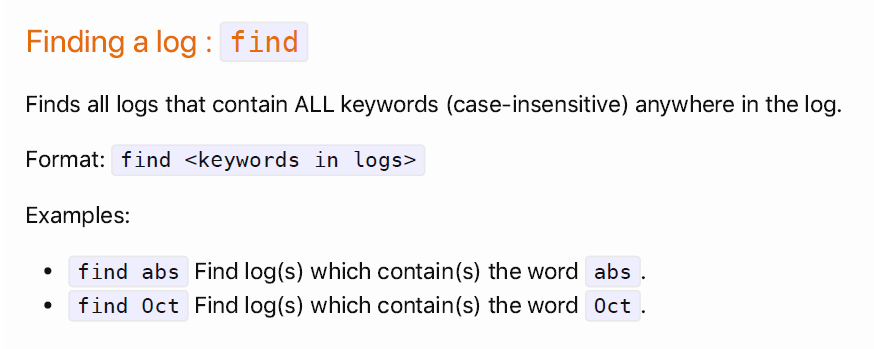 Finding a log : find
Finds all logs that contain ALL keywords (case-insensitive) anywhere in the log.
Format: find <keywords in logs>
Examples:
• find abs Find log(s) which contain(s) the word abs.
• find Oct Find log(s) which contain(s) the word Oct.